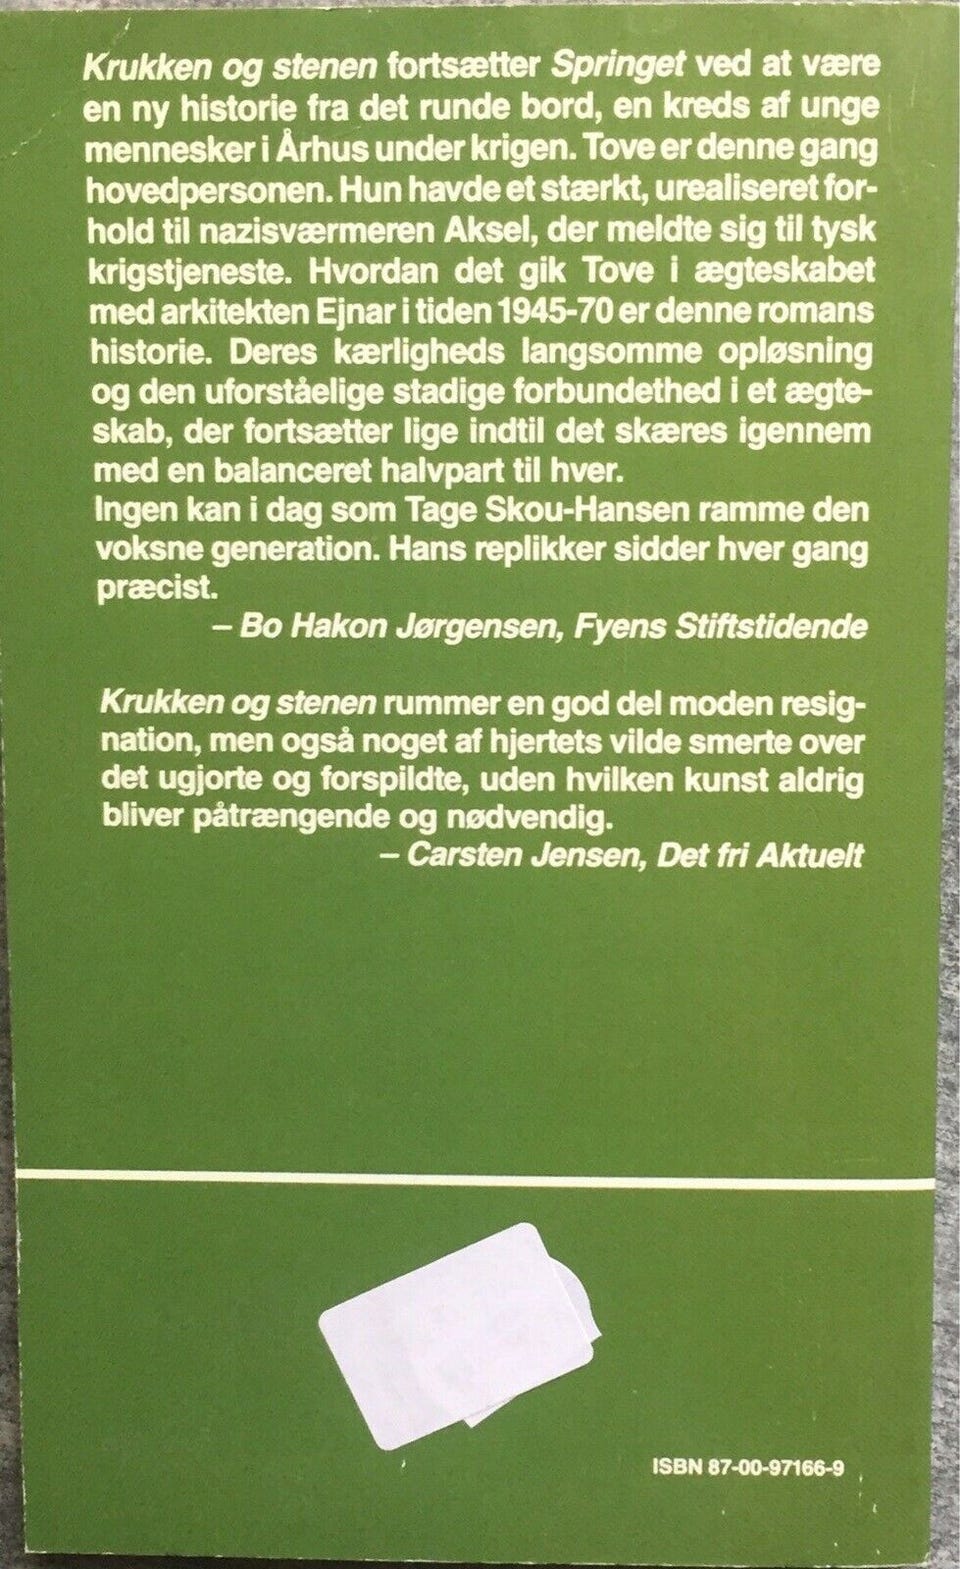 Krukken og stenen fortsætter Springet ved at være
en ny historie fra det runde bord, en kreds af unge
mennesker i Århus under krigen. Tove er denne gang
hovedpersonen. Hun havde et stærkt, urealiseret for-
hold til nazisværmeren Aksel, der meldte sig til tysk
krigstjeneste. Hvordan det gik Tove i ægteskabet
med arkitekten Ejnar i tiden 1945-70 er denne romans
historie. Deres kærligheds langsomme opløsning
og den uforståelige stadige forbundethed i et ægte-
skab, der fortsætter lige indtil det skæres igennem
med en balanceret halvpart til hver.
Ingen kan i dag som Tage Skou-Hansen ramme den
voksne generation. Hans replikker sidder hver gang
præcist.
– Bo Hakon Jørgensen, Fyens Stiftstidende
Krukken og stenen rummer en god del moden resig-
nation, men også noget af hjertets vilde smerte over
det ugjorte og forspildte, uden hvilken kunst aldrig
bliver påtrængende og nødvendig.
– Carsten Jensen, Det fri Aktuelt
ISBN 87-00-97166-9